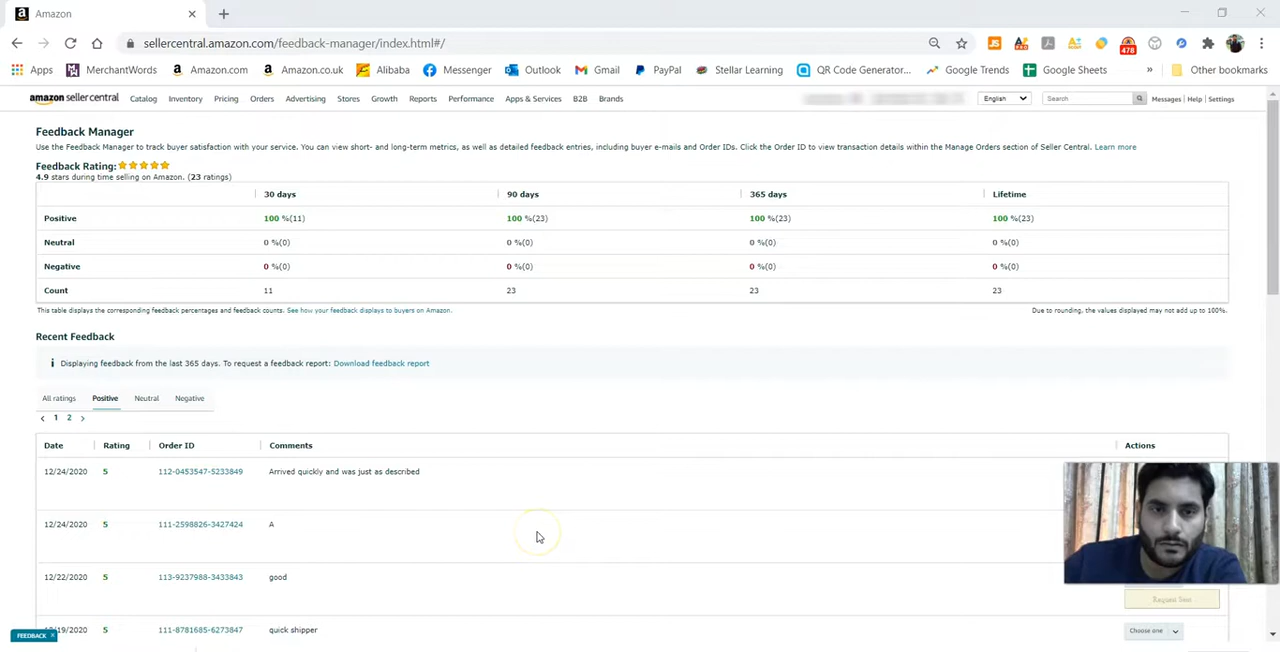 Amazon
sellercentral.amazon.com/feedback-manager/index.html#/
478
Apps MerchantWords Amazon.com Amazon.co.uk Alibaba Messenger Outlook Gmail PayPal Stellar Learning QR Code Generator... Google Trends Google Sheets » Other bookmarks
amazon seller central Catalog Inventory Pricing Orders Advertising Stores Growth Reports Performance Apps & Services B2B Brands English Search Messages Help Settings
Feedback Manager
Use the Feedback Manager to track buyer satisfaction with your service. You can view short- and long-term metrics, as well as detailed feedback entries, including buyer e-mails and Order IDs. Click the Order ID to view transaction details within the Manage Orders section of Seller Central. Learn more
Feedback Rating:
4.9 stars during time selling on Amazon. (23 ratings)
30 days 90 days 365 days Lifetime
Positive 100 %(11) 100 %(23) 100 %(23) 100 %(23)
Neutral 0 %(0) 0 %(0) 0 %(0) 0 %(0)
Negative 0 %(0) 0 %(0) 0 %(0) 0 %(0)
Count 11 23 23 23
This table displays the corresponding feedback percentages and feedback counts. See how your feedback displays to buyers on Amazon. Due to rounding, the values displayed may not add up to 100%.
Recent Feedback
Displaying feedback from the last 365 days. To request a feedback report: Download feedback report
All ratings Positive Neutral Negative
1 2
Date Rating Order ID Comments Actions
12/24/2020 5 112-0453547-5233849 Arrived quickly and was just as described
12/24/2020 5 111-2598826-3427424 A
12/22/2020 5 113-9237988-3433843 good
19/2020 5 111-8781685-6273847 quick shipper Choose one
FEEDBACK ×